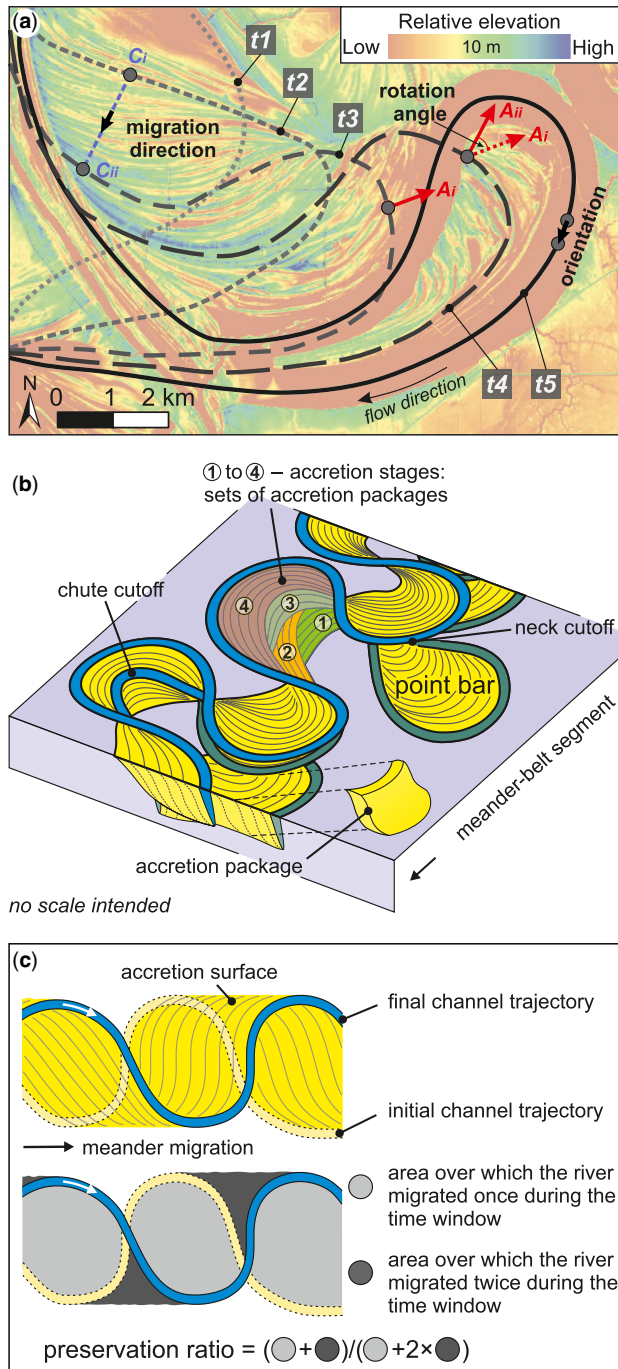 (a)
Relative elevation
Low 10 m High
t1
t2
t3
Ci
Cii
migration
direction
rotation
angle
Aii
Ai
Ai
orientation
N
0 1 2 km
flow direction
t4
t5
(b)
1 to 4 – accretion stages:
sets of accretion packages
chute cutoff
4
3
1
2
neck cutoff
point bar
meander-belt segment
accretion package
no scale intended
(c)
accretion surface
final channel trajectory
initial channel trajectory
meander migration
area over which the river
migrated once during the
time window
area over which the river
migrated twice during the
time window
preservation ratio = ( + )/( +2× )